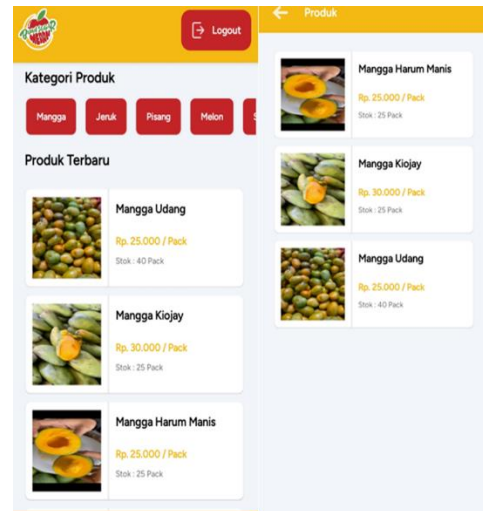 Logout
Kategori Produk
Mangga
Jeruk
Pisang
Melon
Produk Terbaru
Mangga Udang
Rp. 25.000 / Pack
Stok : 40 Pack
Mangga Kiojay
Rp. 30.000 / Pack
Stok : 25 Pack
Mangga Harum Manis
Rp. 25.000 / Pack
Stok : 25 Pack
Produk
Mangga Harum Manis
Rp. 25.000 / Pack
Stok : 25 Pack
Mangga Kiojay
Rp. 30.000 / Pack
Stok : 25 Pack
Mangga Udang
Rp. 25.000 / Pack
Stok : 40 Pack